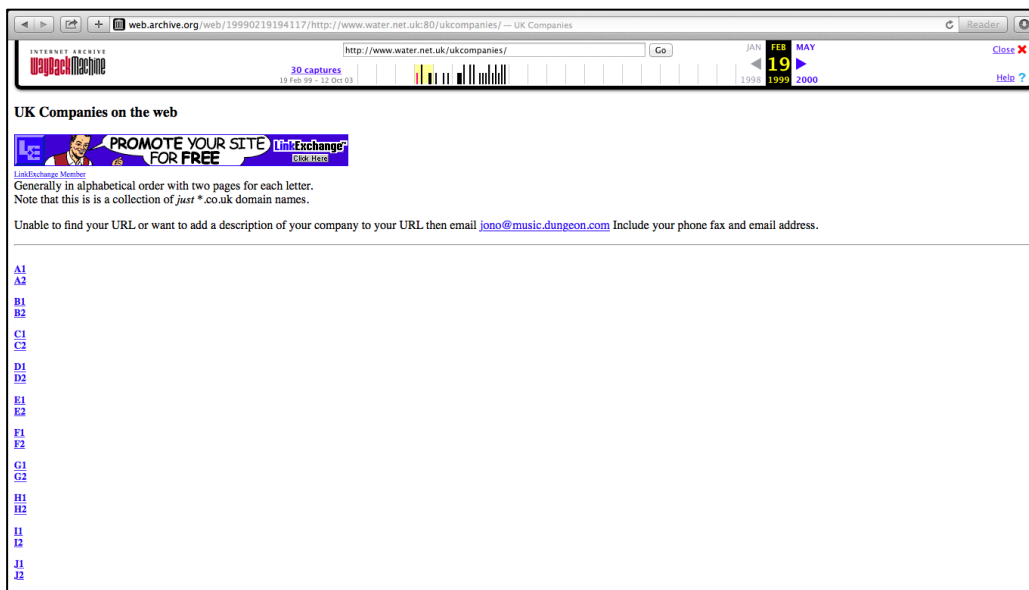 web.archive.org/web/19990219194117/http://www.water.net.uk:80/ukcompanies/ — UK Companies
Reader
INTERNET ARCHIVE
WayBackMachine
http://www.water.net.uk/ukcompanies/
Go
30 captures
19 Feb 99 – 12 Oct 03
JAN FEB MAY
19
1998 1999 2000
Close
Help ?
UK Companies on the web
LE
PROMOTE YOUR SITE
FOR FREE
LinkExchange
Click Here
LinkExchange Member
Generally in alphabetical order with two pages for each letter.
Note that this is is a collection of just *.co.uk domain names.
Unable to find your URL or want to add a description of your company to your URL then email jono@music.dungeon.com Include your phone fax and email address.
A1
A2
B1
B2
C1
C2
D1
D2
E1
E2
F1
F2
G1
G2
H1
H2
I1
I2
J1
J2